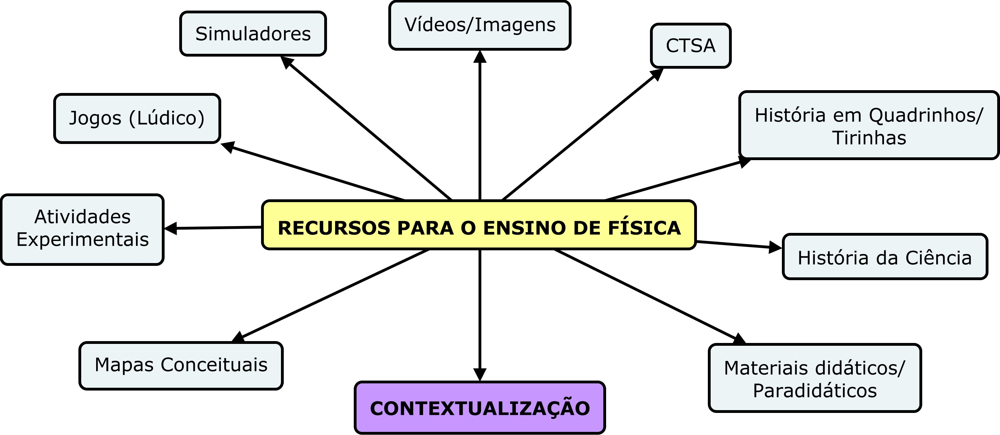 Vídeos/Imagens
Simuladores
CTSA
Jogos (Lúdico)
História em Quadrinhos/
Tirinhas
Atividades
Experimentais
RECURSOS PARA O ENSINO DE FÍSICA
História da Ciência
Mapas Conceituais
Materiais didáticos/
Paradidáticos
CONTEXTUALIZAÇÃO